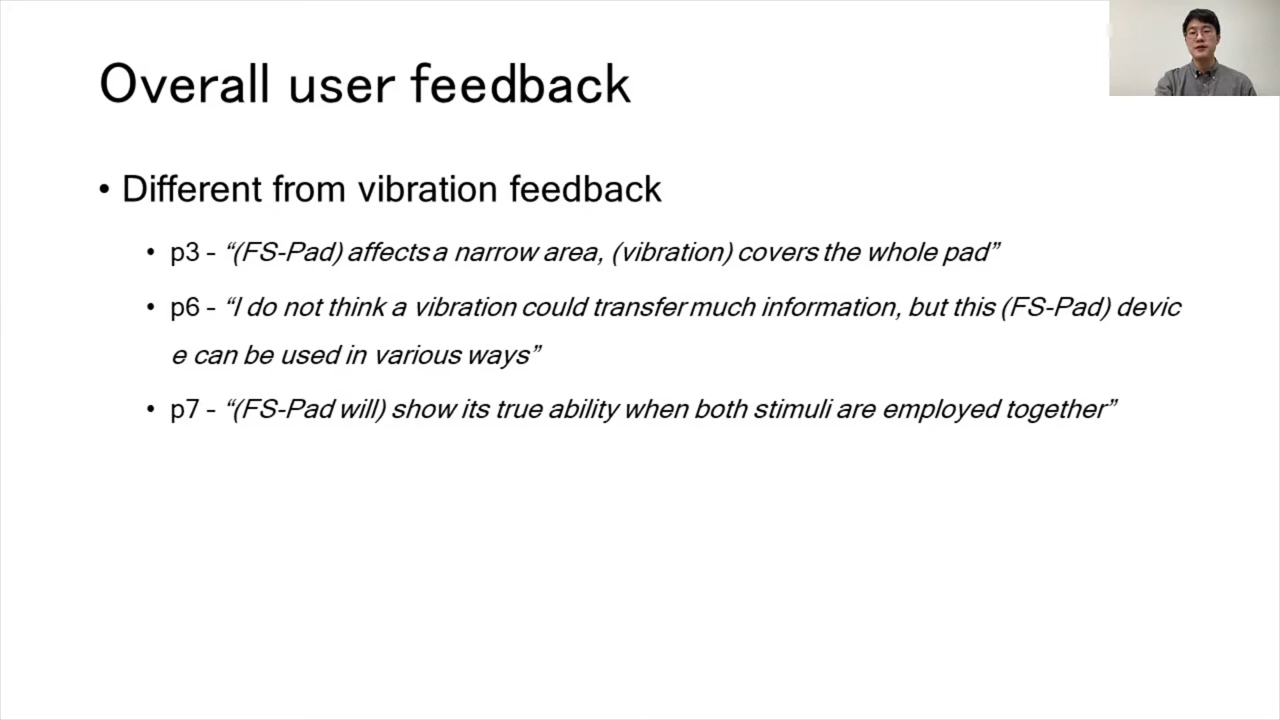 Overall user feedback
• Different from vibration feedback
• p3 - “(FS-Pad) affects a narrow area, (vibration) covers the whole pad”
• p6 - “I do not think a vibration could transfer much information, but this (FS-Pad) devic
e can be used in various ways”
• p7 - “(FS-Pad will) show its true ability when both stimuli are employed together”